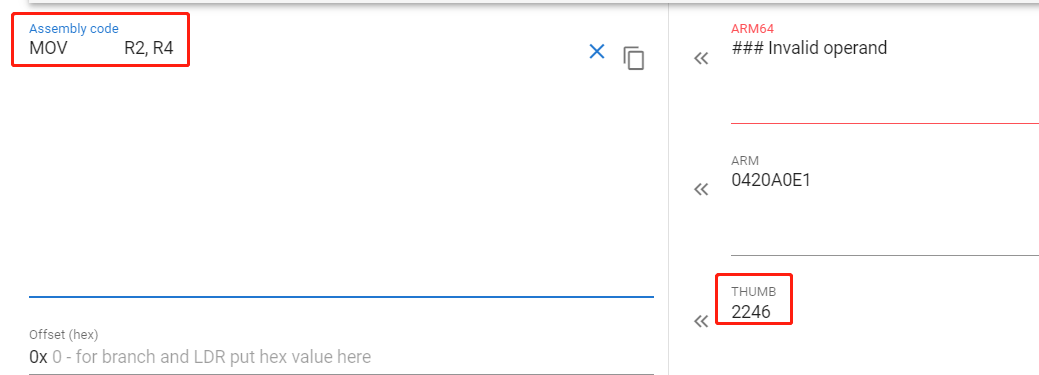 Assembly code
MOV R2, R4
Offset (hex)
0x 0 - for branch and LDR put hex value here
ARM64
### Invalid operand
ARM
0420A0E1
THUMB
2246